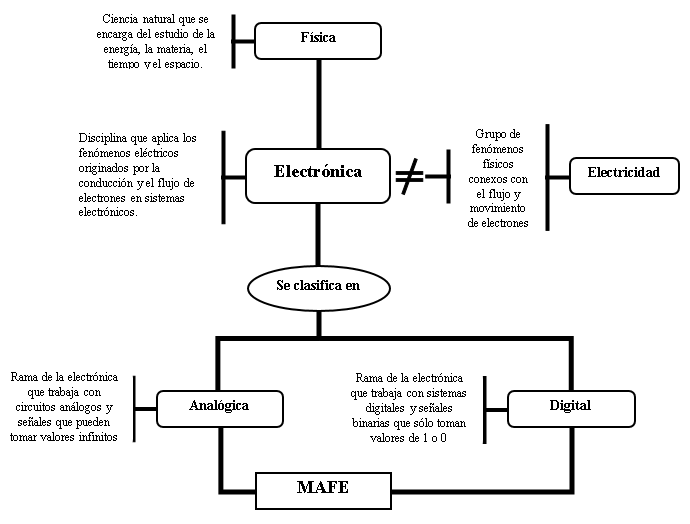 Ciencia natural que se
encarga del estudio de la
energía, la materia, el
tiempo y el espacio.
Física
Disciplina que aplica los
fenómenos eléctricos
originados por la
conducción y el flujo de
electrones en sistemas
electrónicos.
Electrónica
≠
Grupo de
fenómenos
físicos
conexos con
el flujo y
movimiento
de electrones
Electricidad
Se clasifica en
Rama de la electrónica
que trabaja con
circuitos análogos y
señales que pueden
tomar valores infinitos
Analógica
Rama de la electrónica
que trabaja con sistemas
digitales y señales
binarias que sólo toman
valores de 1 o 0
Digital
MAFE